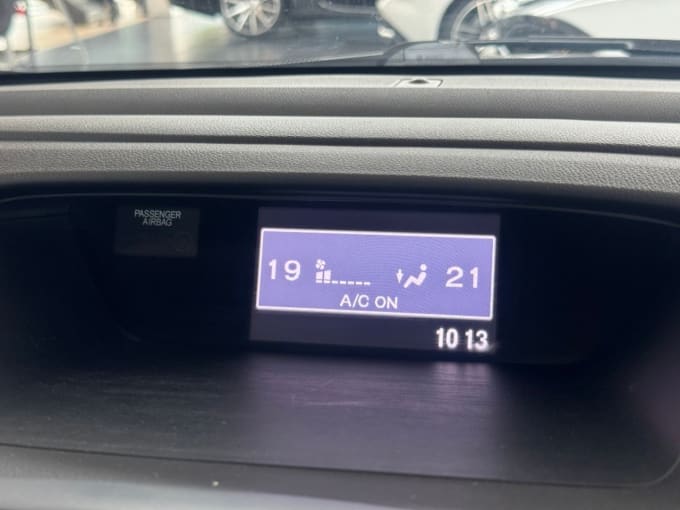 PASSENGER
AIRBAG
19 21
A/C ON
10 13